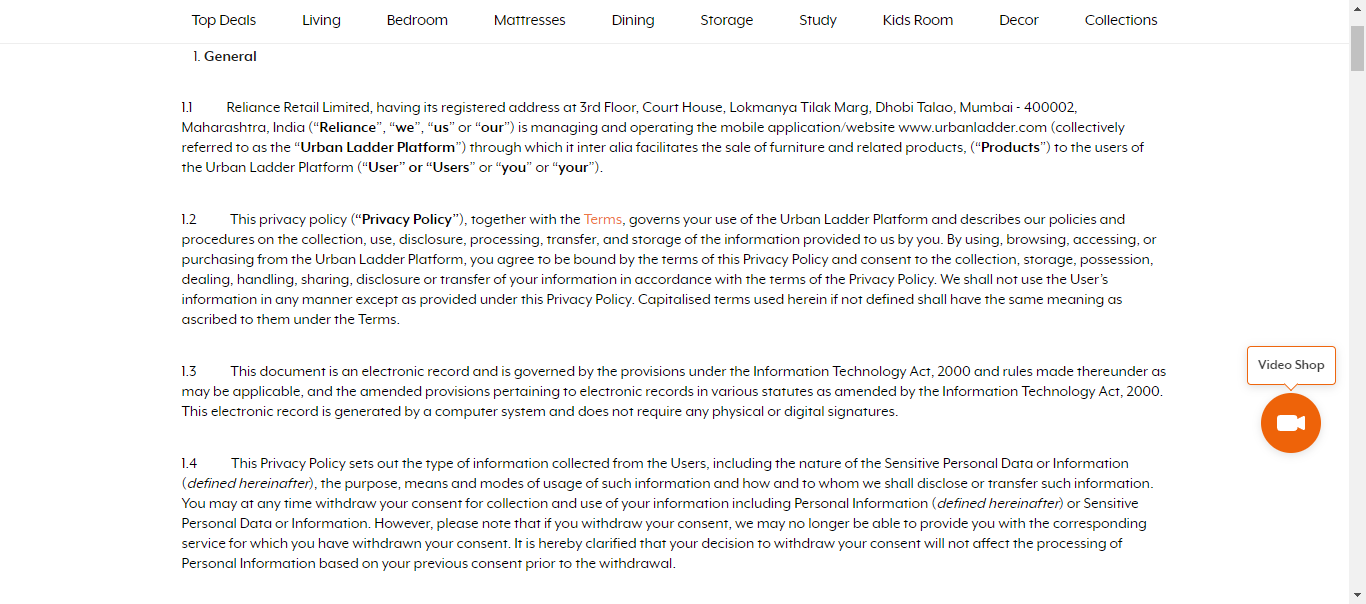 Top Deals Living Bedroom Mattresses Dining Storage Study Kids Room Decor Collections
1. General
1.1 Reliance Retail Limited, having its registered address at 3rd Floor, Court House, Lokmanya Tilak Marg, Dhobi Talao, Mumbai - 400002,
Maharashtra, India (“Reliance”, “we”, “us” or “our”) is managing and operating the mobile application/website www.urbanladder.com (collectively
referred to as the “Urban Ladder Platform”) through which it inter alia facilitates the sale of furniture and related products, (“Products”) to the users of
the Urban Ladder Platform (“User” or “Users” or “you” or “your”).
1.2 This privacy policy (“Privacy Policy”), together with the Terms, governs your use of the Urban Ladder Platform and describes our policies and
procedures on the collection, use, disclosure, processing, transfer, and storage of the information provided to us by you. By using, browsing, accessing, or
purchasing from the Urban Ladder Platform, you agree to be bound by the terms of this Privacy Policy and consent to the collection, storage, possession,
dealing, handling, sharing, disclosure or transfer of your information in accordance with the terms of the Privacy Policy. We shall not use the User’s
information in any manner except as provided under this Privacy Policy. Capitalised terms used herein if not defined shall have the same meaning as
ascribed to them under the Terms.
1.3 This document is an electronic record and is governed by the provisions under the Information Technology Act, 2000 and rules made thereunder as
may be applicable, and the amended provisions pertaining to electronic records in various statutes as amended by the Information Technology Act, 2000.
This electronic record is generated by a computer system and does not require any physical or digital signatures.
Video Shop
1.4 This Privacy Policy sets out the type of information collected from the Users, including the nature of the Sensitive Personal Data or Information
(defined hereinafter), the purpose, means and modes of usage of such information and how and to whom we shall disclose or transfer such information.
You may at any time withdraw your consent for collection and use of your information including Personal Information (defined hereinafter) or Sensitive
Personal Data or Information. However, please note that if you withdraw your consent, we may no longer be able to provide you with the corresponding
service for which you have withdrawn your consent. It is hereby clarified that your decision to withdraw your consent will not affect the processing of
Personal Information based on your previous consent prior to the withdrawal.